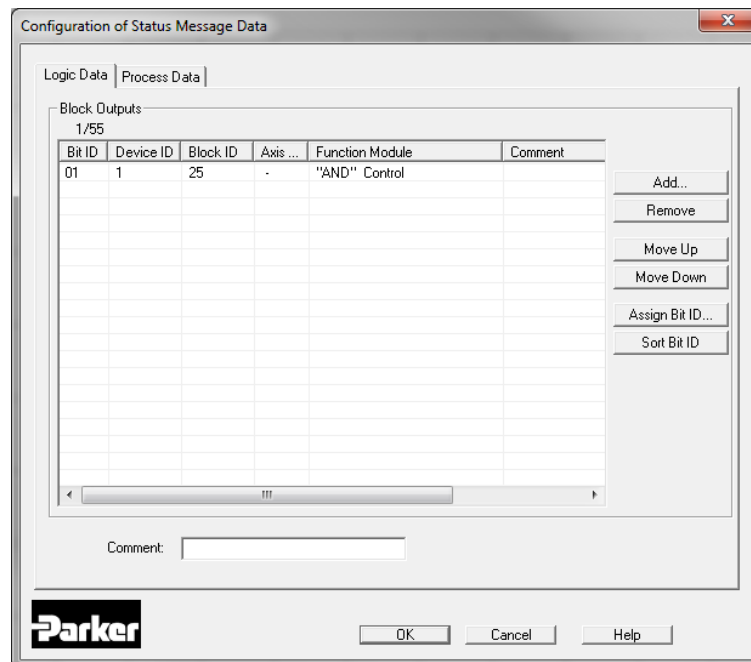 Configuration of Status Message Data
x
Logic Data Process Data
Block Outputs
1/55
Bit ID Device ID Block ID Axis ... Function Module Comment
01 1 25 - "AND" Control
Add...
Remove
Move Up
Move Down
Assign Bit ID...
Sort Bit ID
Comment:
Parker
OK Cancel Help